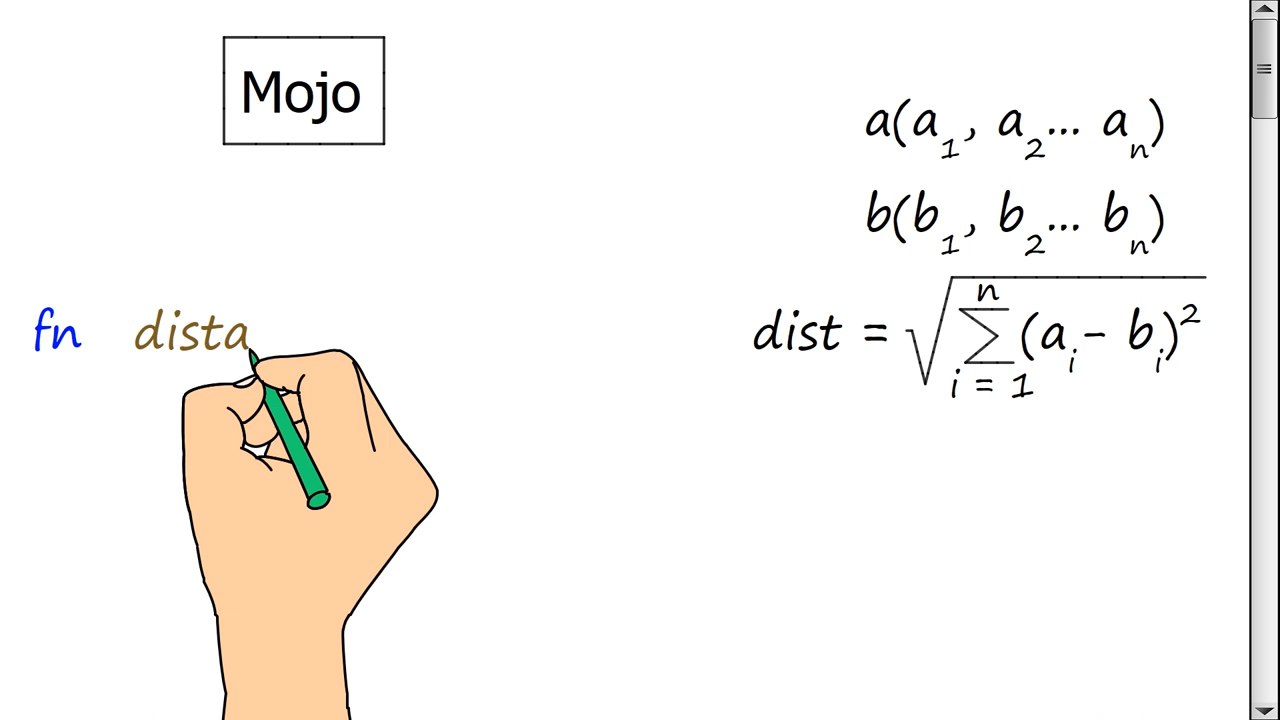 Mojo
a(a₁, a₂... aₙ)
b(b₁, b₂... bₙ)
fn dista
dist = √∑ⁿᵢ₌₁(aᵢ - bᵢ)²